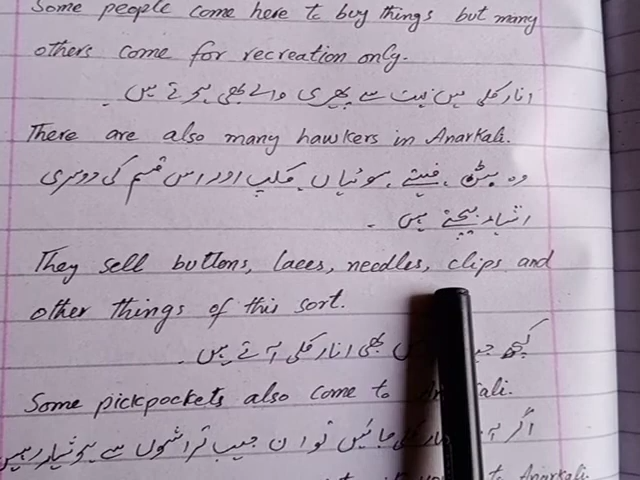 Some people come here to buy things but many
others come for recreation only.
انارکلی میں بہت سے پھیری والے بھی ہوتے ہیں ۔
There are also many hawkers in Anarkali.
وہ بٹن، فیتے، سوئیاں، کلپ اور اس قسم کی دوسری
اشیاء بیچتے ہیں ۔
They sell buttons, laces, needles, clips and
other things of this sort.
کچھ بھی انارکلی آتے ہیں ۔
Some pickpockets also come to
اگر جائیں تو ان جیب تراشوں سے ہوشیار رہیں
to Anarkali.